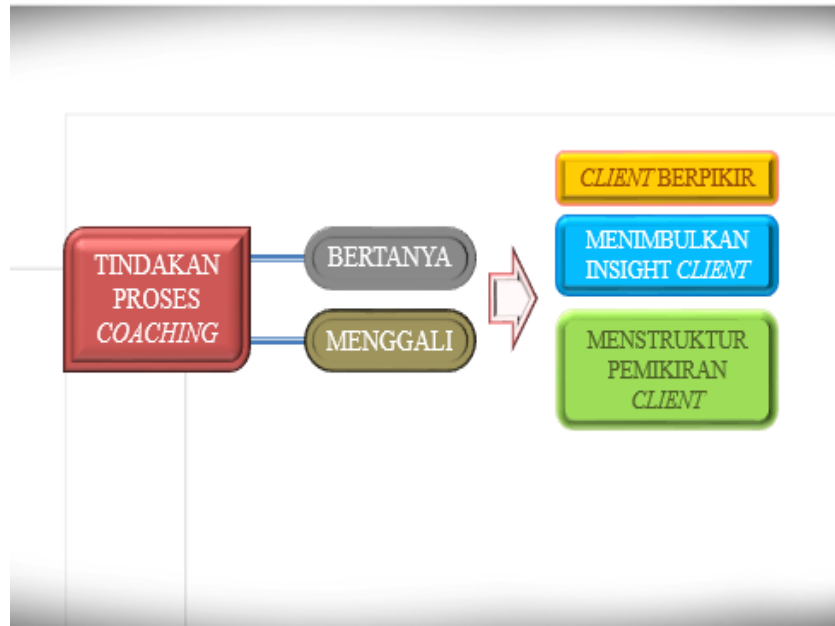 TINDAKAN
PROSES
COACHING
BERTANYA
MENGGALI
CLIENT BERPIKIR
MENIMBULKAN
INSIGHT CLIENT
MENSTRUKTUR
PEMIKIRAN
CLIENT